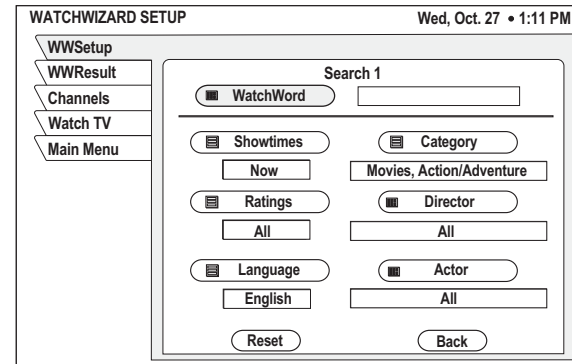 WATCHWIZARD SETUP Wed, Oct. 27 • 1:11 PM
WWSetup
WWResult
Channels
Watch TV
Main Menu
Search 1
WatchWord
Showtimes Category
Now Movies, Action/Adventure
Ratings Director
All All
Language Actor
English All
Reset Back